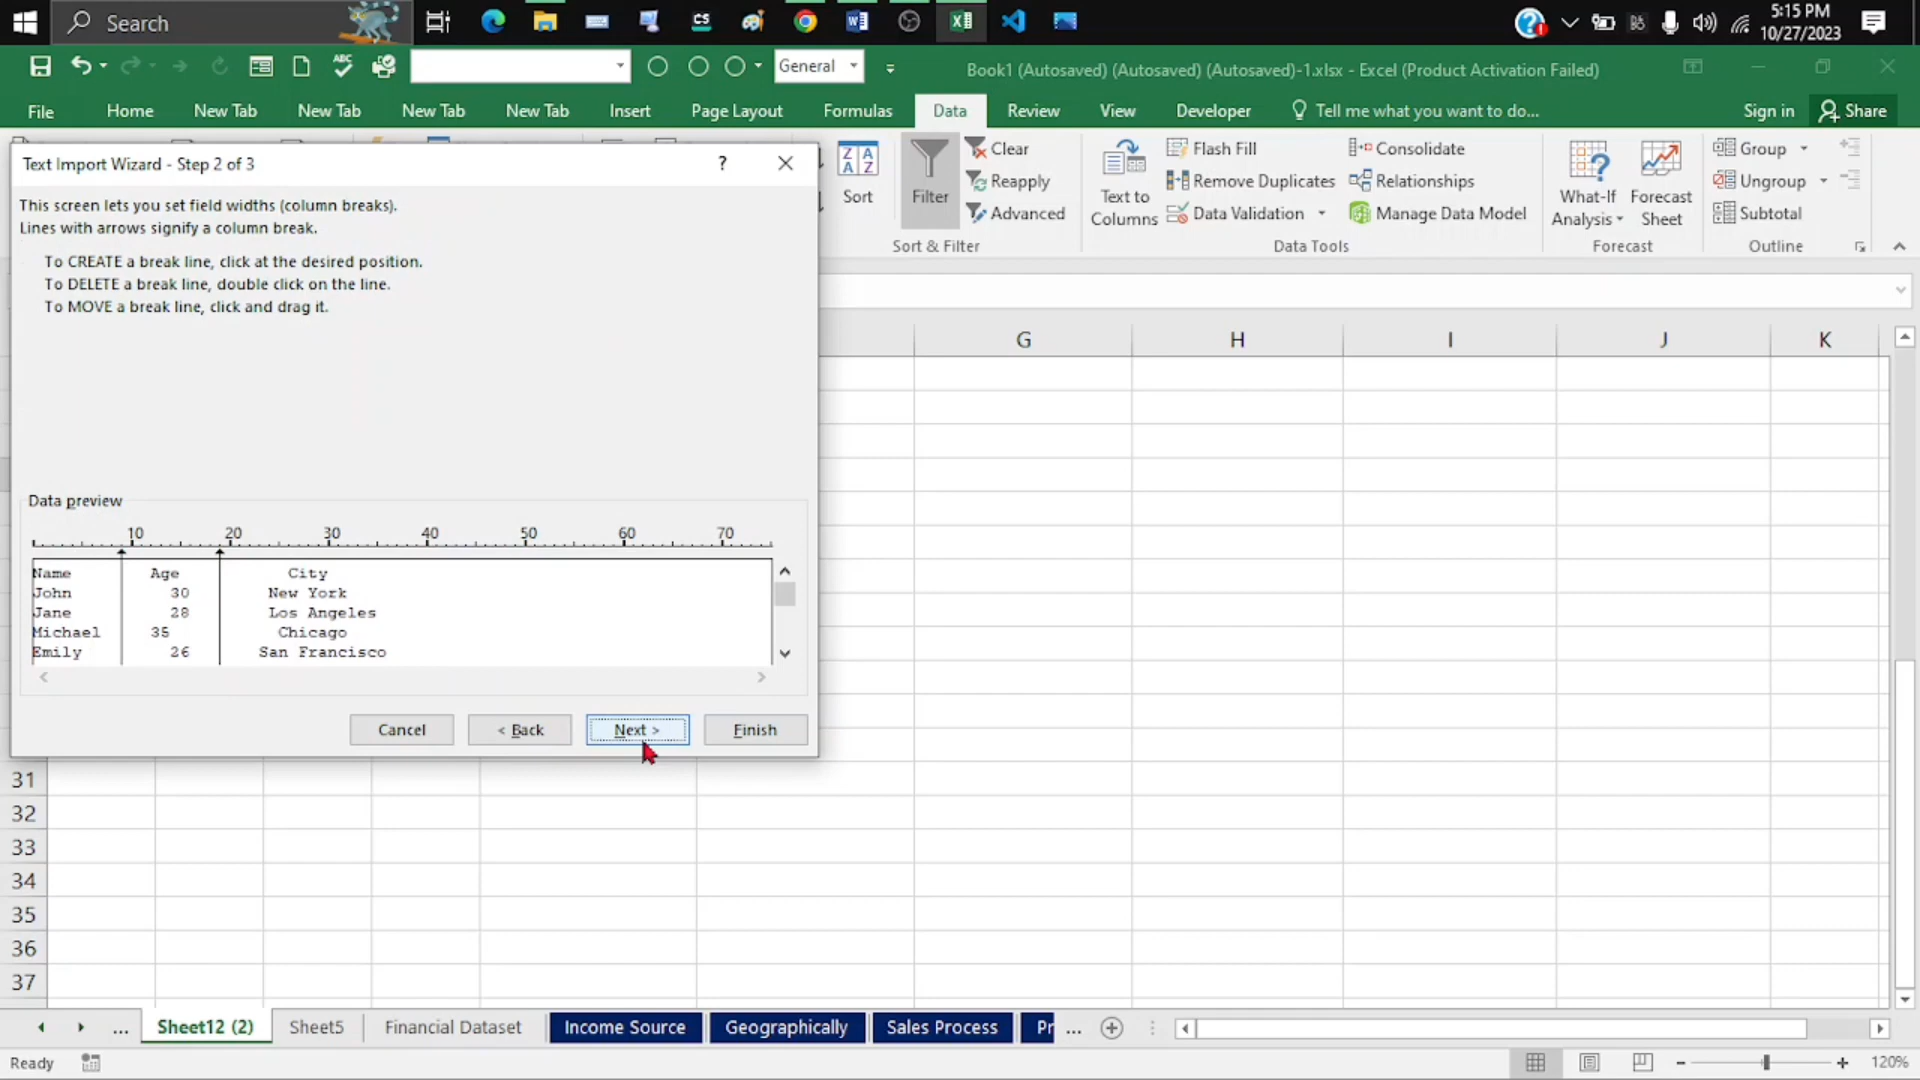 Search
5:15 PM
10/27/2023
General
Book1 (Autosaved) (Autosaved) (Autosaved)-1.xlsx - Excel (Product Activation Failed)
File Home New Tab New Tab New Tab New Tab Insert Page Layout Formulas Data Review View Developer Tell me what you want to do... Sign in Share
Text Import Wizard - Step 2 of 3 ?
Sort
Filter
Clear
Reapply
Advanced
Sort & Filter
Text to
Columns
Flash Fill
Remove Duplicates
Data Validation
Consolidate
Relationships
Manage Data Model
Data Tools
What-If
Analysis
Forecast
Sheet
Forecast
Group
Ungroup
Subtotal
Outline
This screen lets you set field widths (column breaks).
Lines with arrows signify a column break.
To CREATE a break line, click at the desired position.
To DELETE a break line, double click on the line.
To MOVE a break line, click and drag it.
G H I J K
Data preview
10 20 30 40 50 60 70
Name Age City
John 30 New York
Jane 28 Los Angeles
Michael 35 Chicago
Emily 26 San Francisco
Cancel < Back Next > Finish
31
32
33
34
35
36
37
... Sheet12 (2) Sheet5 Financial Dataset Income Source Geographically Sales Process Pr ...
Ready 120%